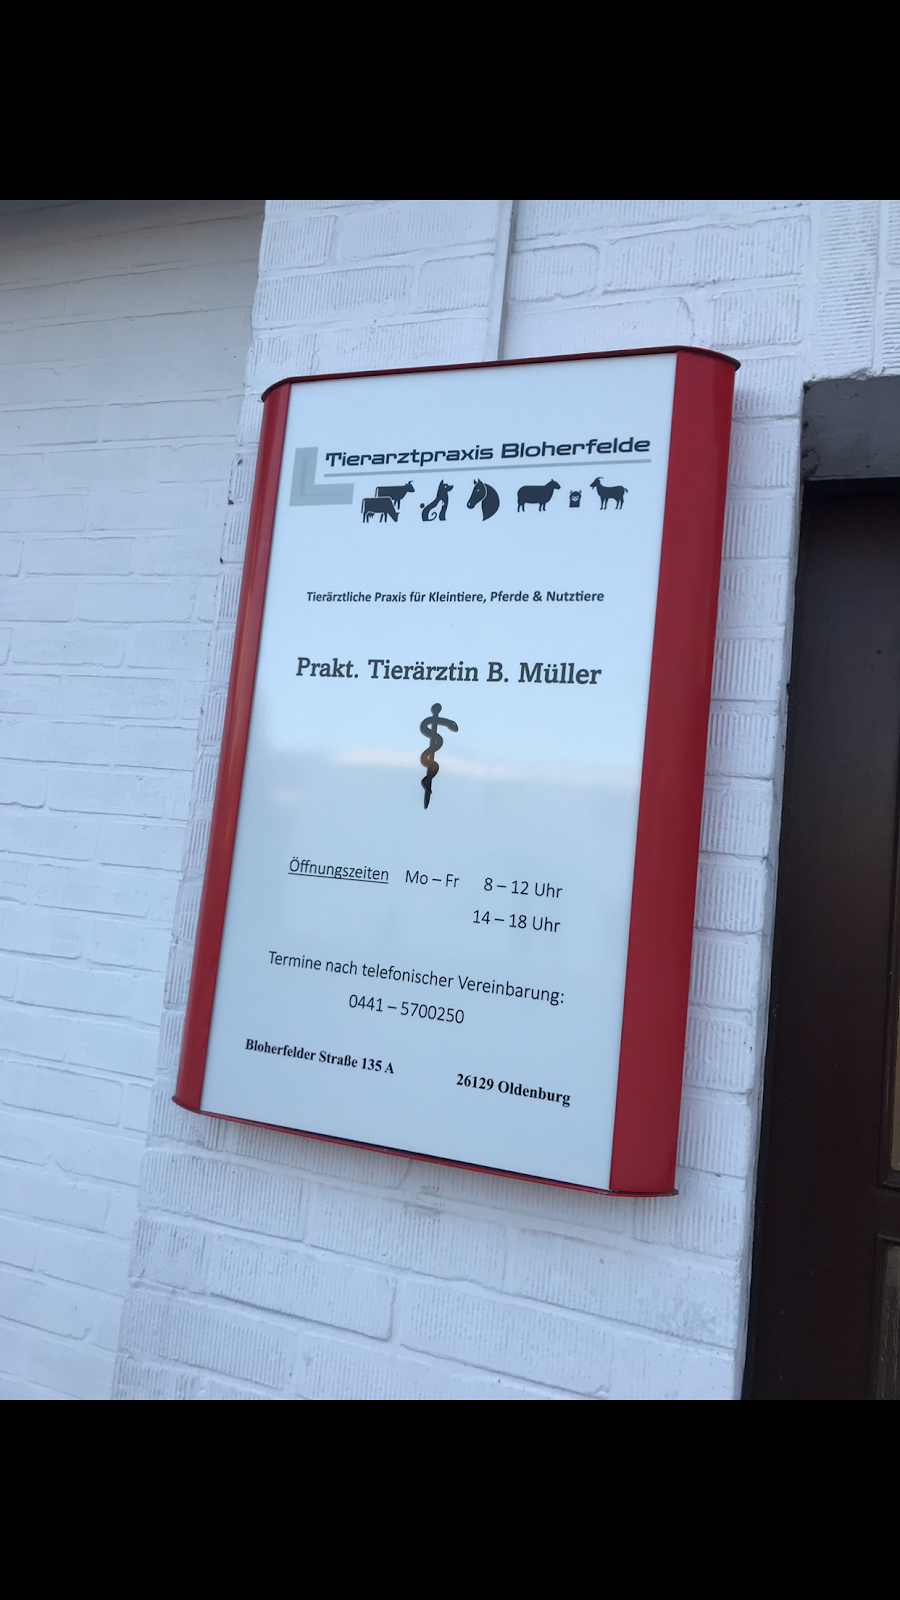 Tierarztpraxis Bloherfelde
Tierärztliche Praxis für Kleintiere, Pferde & Nutztiere
Prakt. Tierärztin B. Müller
Öffnungszeiten Mo – Fr 8 – 12 Uhr
14 – 18 Uhr
Termine nach telefonischer Vereinbarung:
0441 – 5700250
Bloherfelder Straße 135 A
26129 Oldenburg